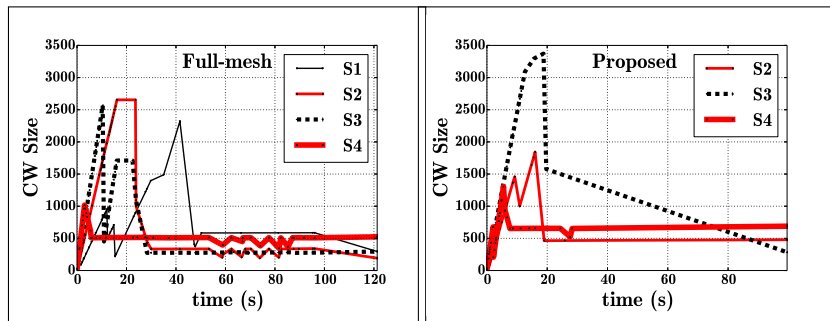 3500
3000
2500
2000
1500
1000
500
0
0 20 40 60 80 100 120
CW Size
time (s)
Full-mesh
S1
S2
S3
S4
3500
3000
2500
2000
1500
1000
500
0
0 20 40 60 80
CW Size
time (s)
Proposed
S2
S3
S4